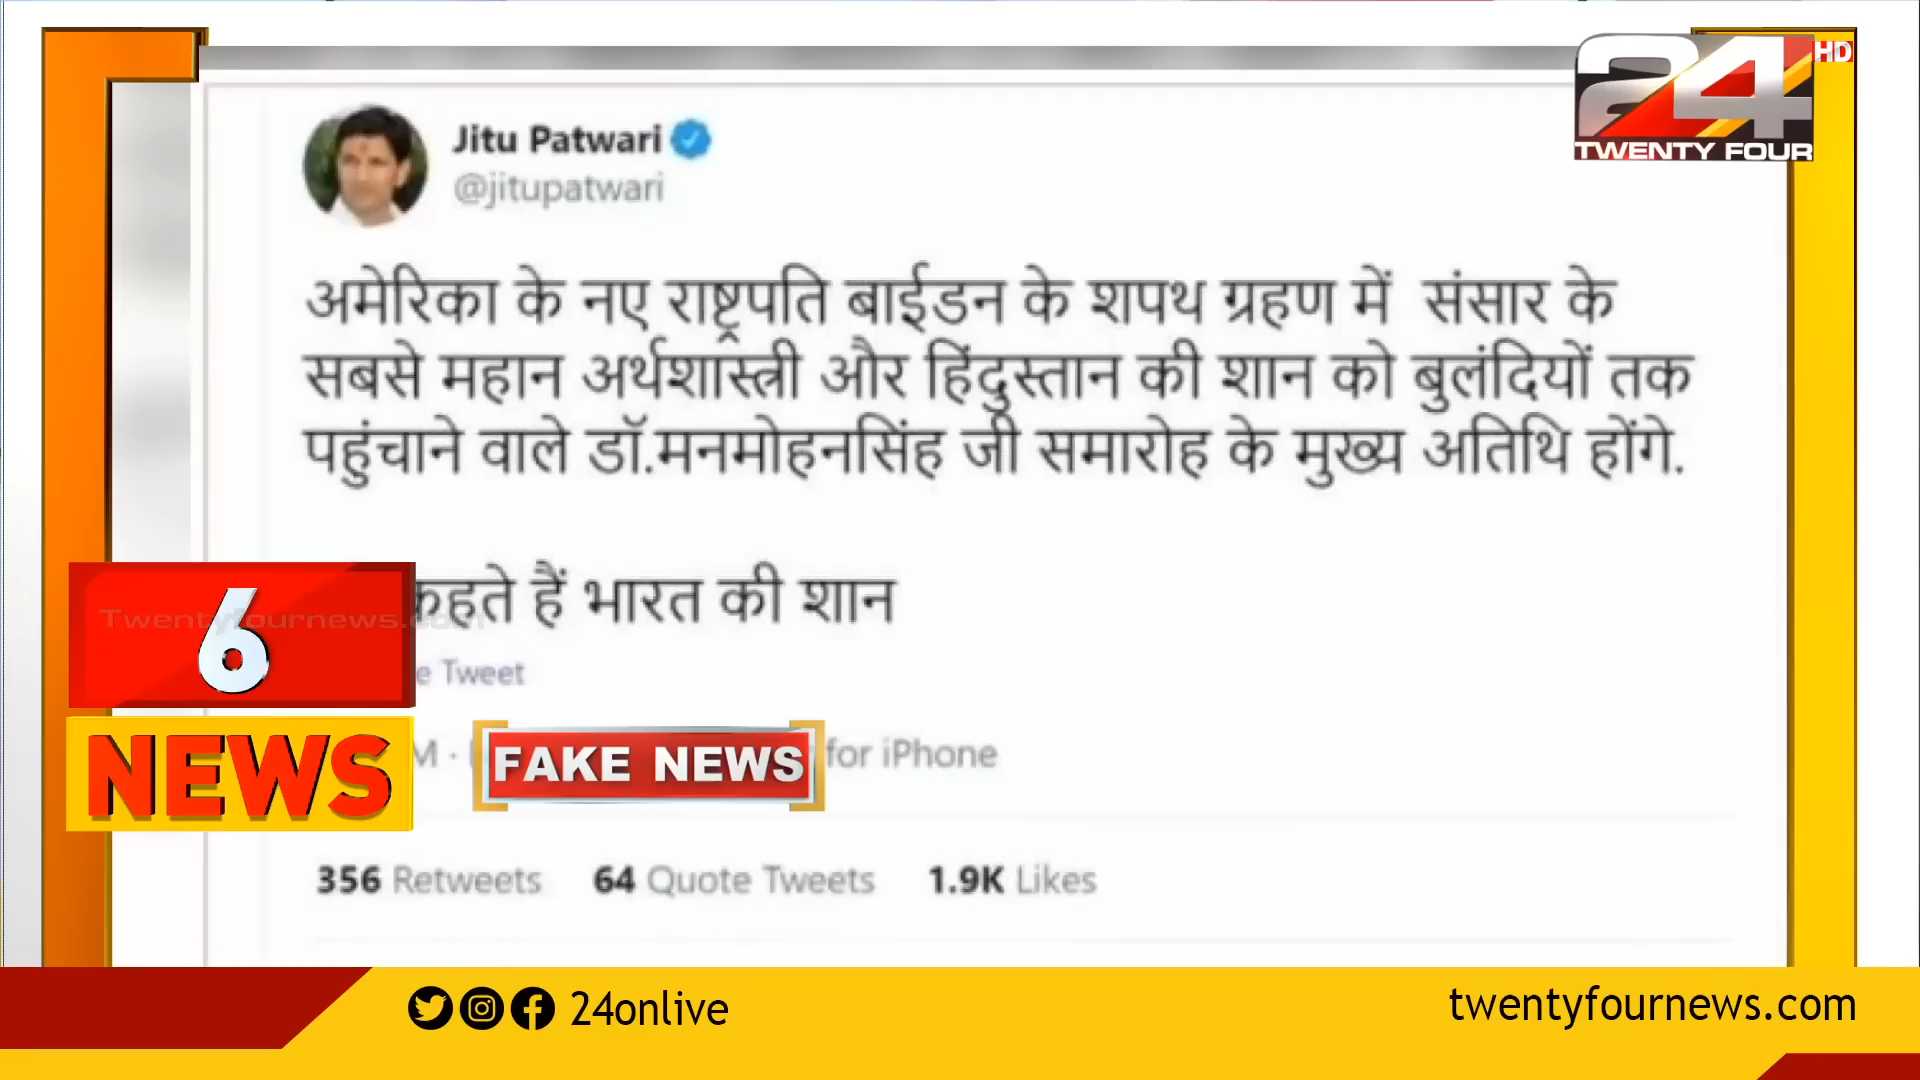 24 HD
TWENTY FOUR
Jitu Patwari
@jitupatwari
अमेरिका के नए राष्ट्रपति बाईडन के शपथ ग्रहण में संसार के
सबसे महान अर्थशास्त्री और हिंदुस्तान की शान को बुलंदियों तक
पहुंचाने वाले डॉ.मनमोहनसिंह जी समारोह के मुख्य अतिथि होंगे.
कहते हैं भारत की शान
Twentyfournews.com
6
Tweet
NEWS
FAKE NEWS
for iPhone
356 Retweets 64 Quote Tweets 1.9K Likes
24onlive
twentyfournews.com